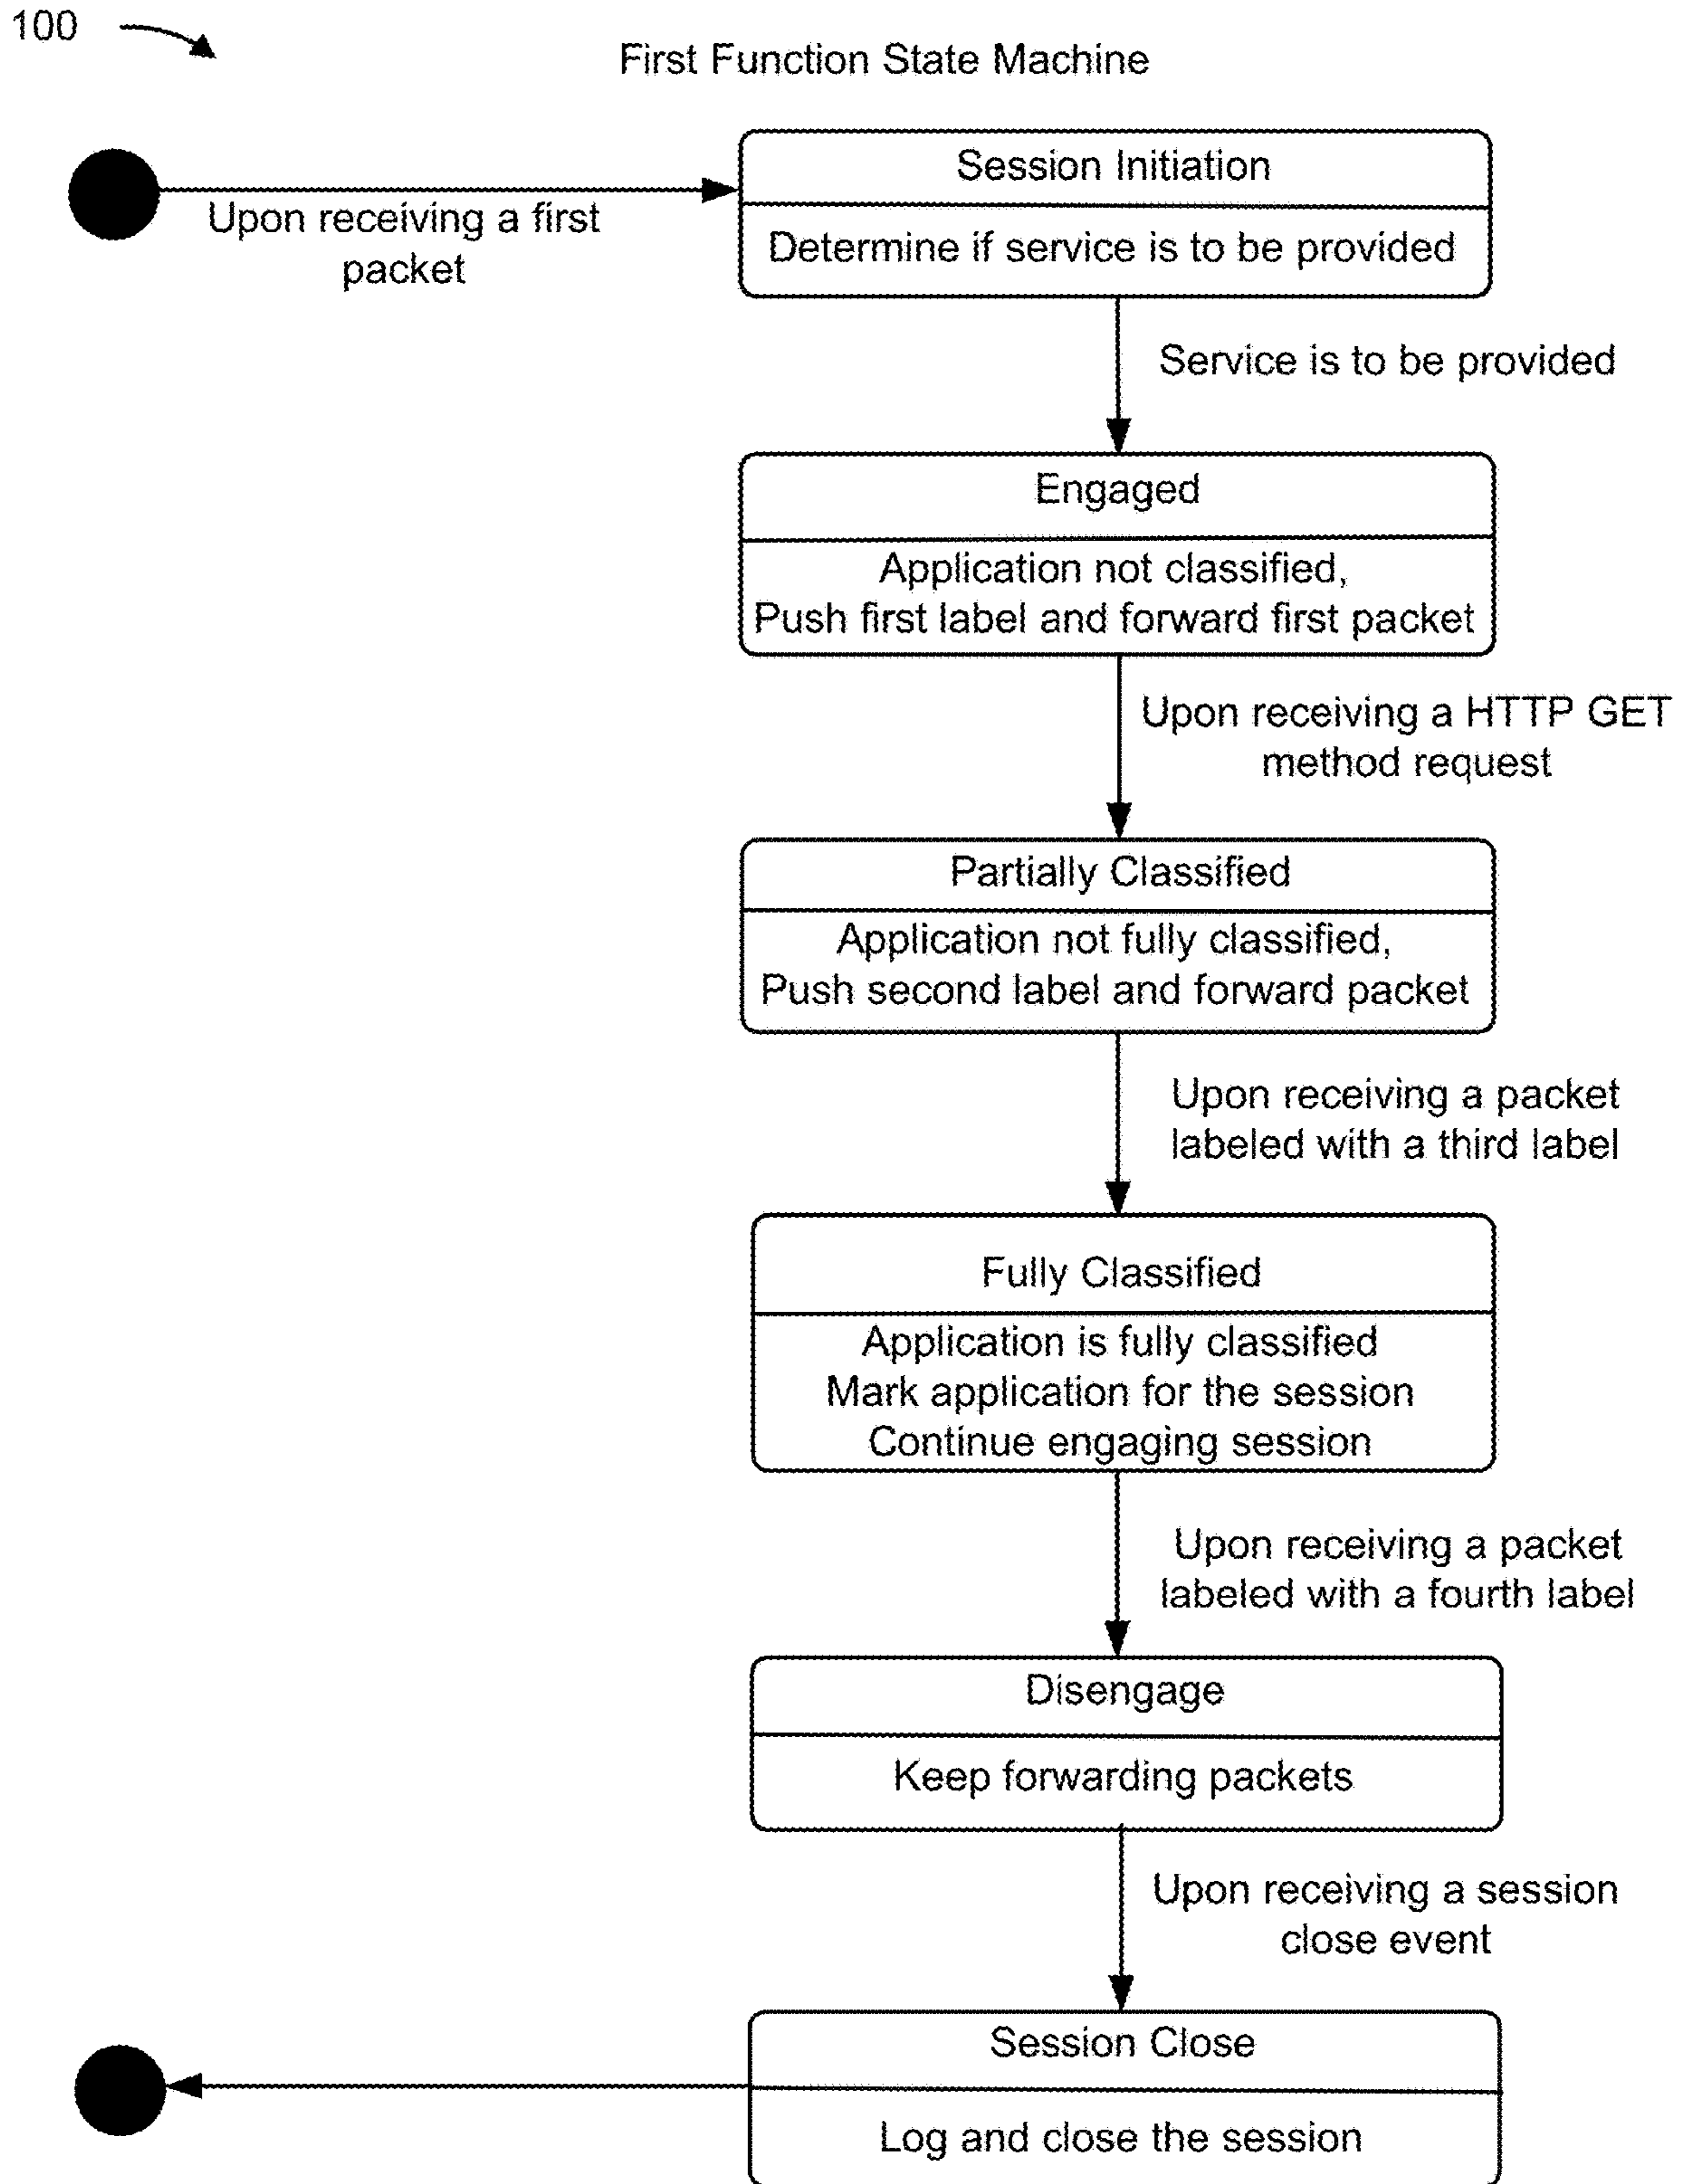 100
First Function State Machine
Session Initiation
Upon receiving a first
packet
Determine if service is to be provided
Service is to be provided
Engaged
Application not classified,
Push first label and forward first packet
Upon receiving a HTTP GET
method request
Partially Classified
Application not fully classified,
Push second label and forward packet
Upon receiving a packet
labeled with a third label
Fully Classified
Application is fully classified
Mark application for the session
Continue engaging session
Upon receiving a packet
labeled with a fourth label
Disengage
Keep forwarding packets
Upon receiving a session
close event
Session Close
Log and close the session